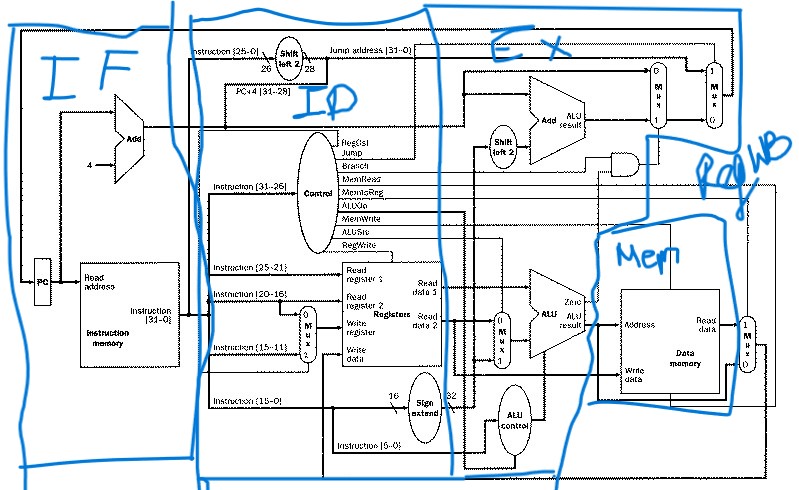 IF
Instruction [25–0]
26
Shift
left 2
28
Jump address [31–0]
EX
PC+4 [31–28]
ID
Add
4
Add
ALU
result
Shift
left 2
0
M
u
x
1
1
M
u
x
0
RegDst
Jump
Branch
MemRead
MemtoReg
ALUOp
MemWrite
ALUSrc
RegWrite
Control
Instruction [31–26]
Reg WB
Mem
PC
Read
address
Instruction
[31–0]
Instruction
memory
Instruction [25–21]
Instruction [20–16]
Instruction [15–11]
Instruction [15–0]
0
M
u
x
1
Read
register 1
Read
register 2
Write
register
Write
data
Registers
Read
data 1
Read
data 2
0
M
u
x
1
Zero
ALU
ALU
result
Address
Write
data
Read
data
Data
memory
1
M
u
x
0
16
Sign
extend
32
ALU
control
Instruction [5–0]